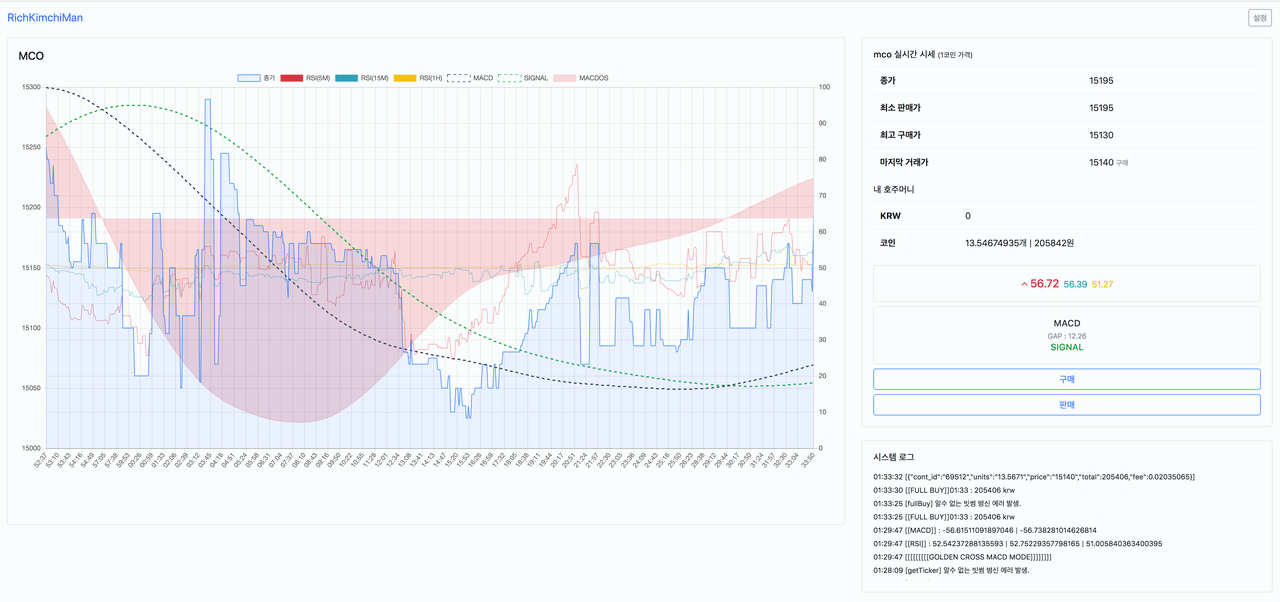 RichKimchiMan
설정
MCO
종가 RSI(5M) RSI(15M) RSI(1H) MACD SIGNAL MACDOS
15300
15250
15200
15150
15100
15050
15000
100
90
80
70
60
50
40
30
20
10
0
52:37 53:10 53:43 54:16 54:49 57:05 57:38 59:53 00:26 00:59 01:33 02:06 02:39 03:12 03:45 04:18 04:51 05:24 05:58 06:31 07:04 07:37 08:10 08:43 09:16 09:50 10:22 10:55 11:28 12:01 12:34 13:08 13:41 14:13 14:47 15:20 15:53 16:26 16:59 17:32 18:05 18:38 19:11 19:44 20:17 20:51 21:24 21:57 22:30 23:03 23:36 24:09 24:43 25:16 25:50 26:23 28:38 29:12 29:44 30:17 30:50 31:24 31:57 32:30 33:04 33:50
mco 실시간 시세 (1코인 가격)
종가 15195
최소 판매가 15195
최고 구매가 15130
마지막 거래가 15140 구매
내 호주머니
KRW 0
코인 13.54674935개 | 205842원
56.72 56.39 51.27
MACD
GAP : 12.26
SIGNAL
구매
판매
시스템 로그
01:33:32 [{"cont_id":"69512","units":"13.5671","price":"15140","total":205406,"fee":0.02035065}]
01:33:30 [[FULL BUY]]01:33 : 205406 krw
01:33:25 [fullBuy] 알수 없는 빗썸 병신 에러 발생.
01:33:25 [[FULL BUY]]01:33 : 205406 krw
01:29:47 [[MACD]] : -56.61511091897046 | -56.738281014626814
01:29:47 [[RSI]] : 52.54237288135593 | 52.75229357798165 | 51.005840363400395
01:29:47 [[[[[[[[[GOLDEN CROSS MACD MODE]]]]]]]]
01:28:09 [getTicker] 알수 없는 빗썸 병신 에러 발생.